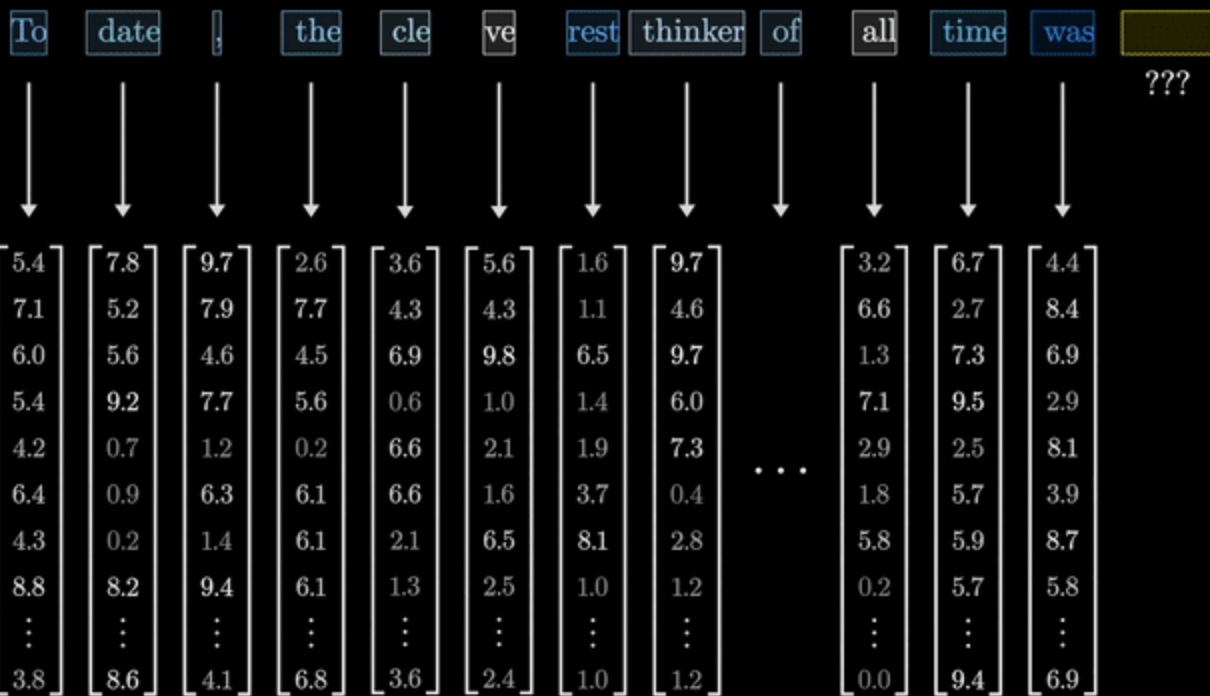 To date , the cle ve rest thinker of all time was
???
5.4 7.8 9.7 2.6 3.6 5.6 1.6 9.7 3.2 6.7 4.4
7.1 5.2 7.9 7.7 4.3 4.3 1.1 4.6 6.6 2.7 8.4
6.0 5.6 4.6 4.5 6.9 9.8 6.5 9.7 1.3 7.3 6.9
5.4 9.2 7.7 5.6 0.6 1.0 1.4 6.0 7.1 9.5 2.9
4.2 0.7 1.2 0.2 6.6 2.1 1.9 7.3 ... 2.9 2.5 8.1
6.4 0.9 6.3 6.1 6.6 1.6 3.7 0.4 1.8 5.7 3.9
4.3 0.2 1.4 6.1 2.1 6.5 8.1 2.8 5.8 5.9 8.7
8.8 8.2 9.4 6.1 1.3 2.5 1.0 1.2 0.2 5.7 5.8
⋮ ⋮ ⋮ ⋮ ⋮ ⋮ ⋮ ⋮ ⋮ ⋮ ⋮
3.8 8.6 4.1 6.8 3.6 2.4 1.0 1.2 0.0 9.4 6.9